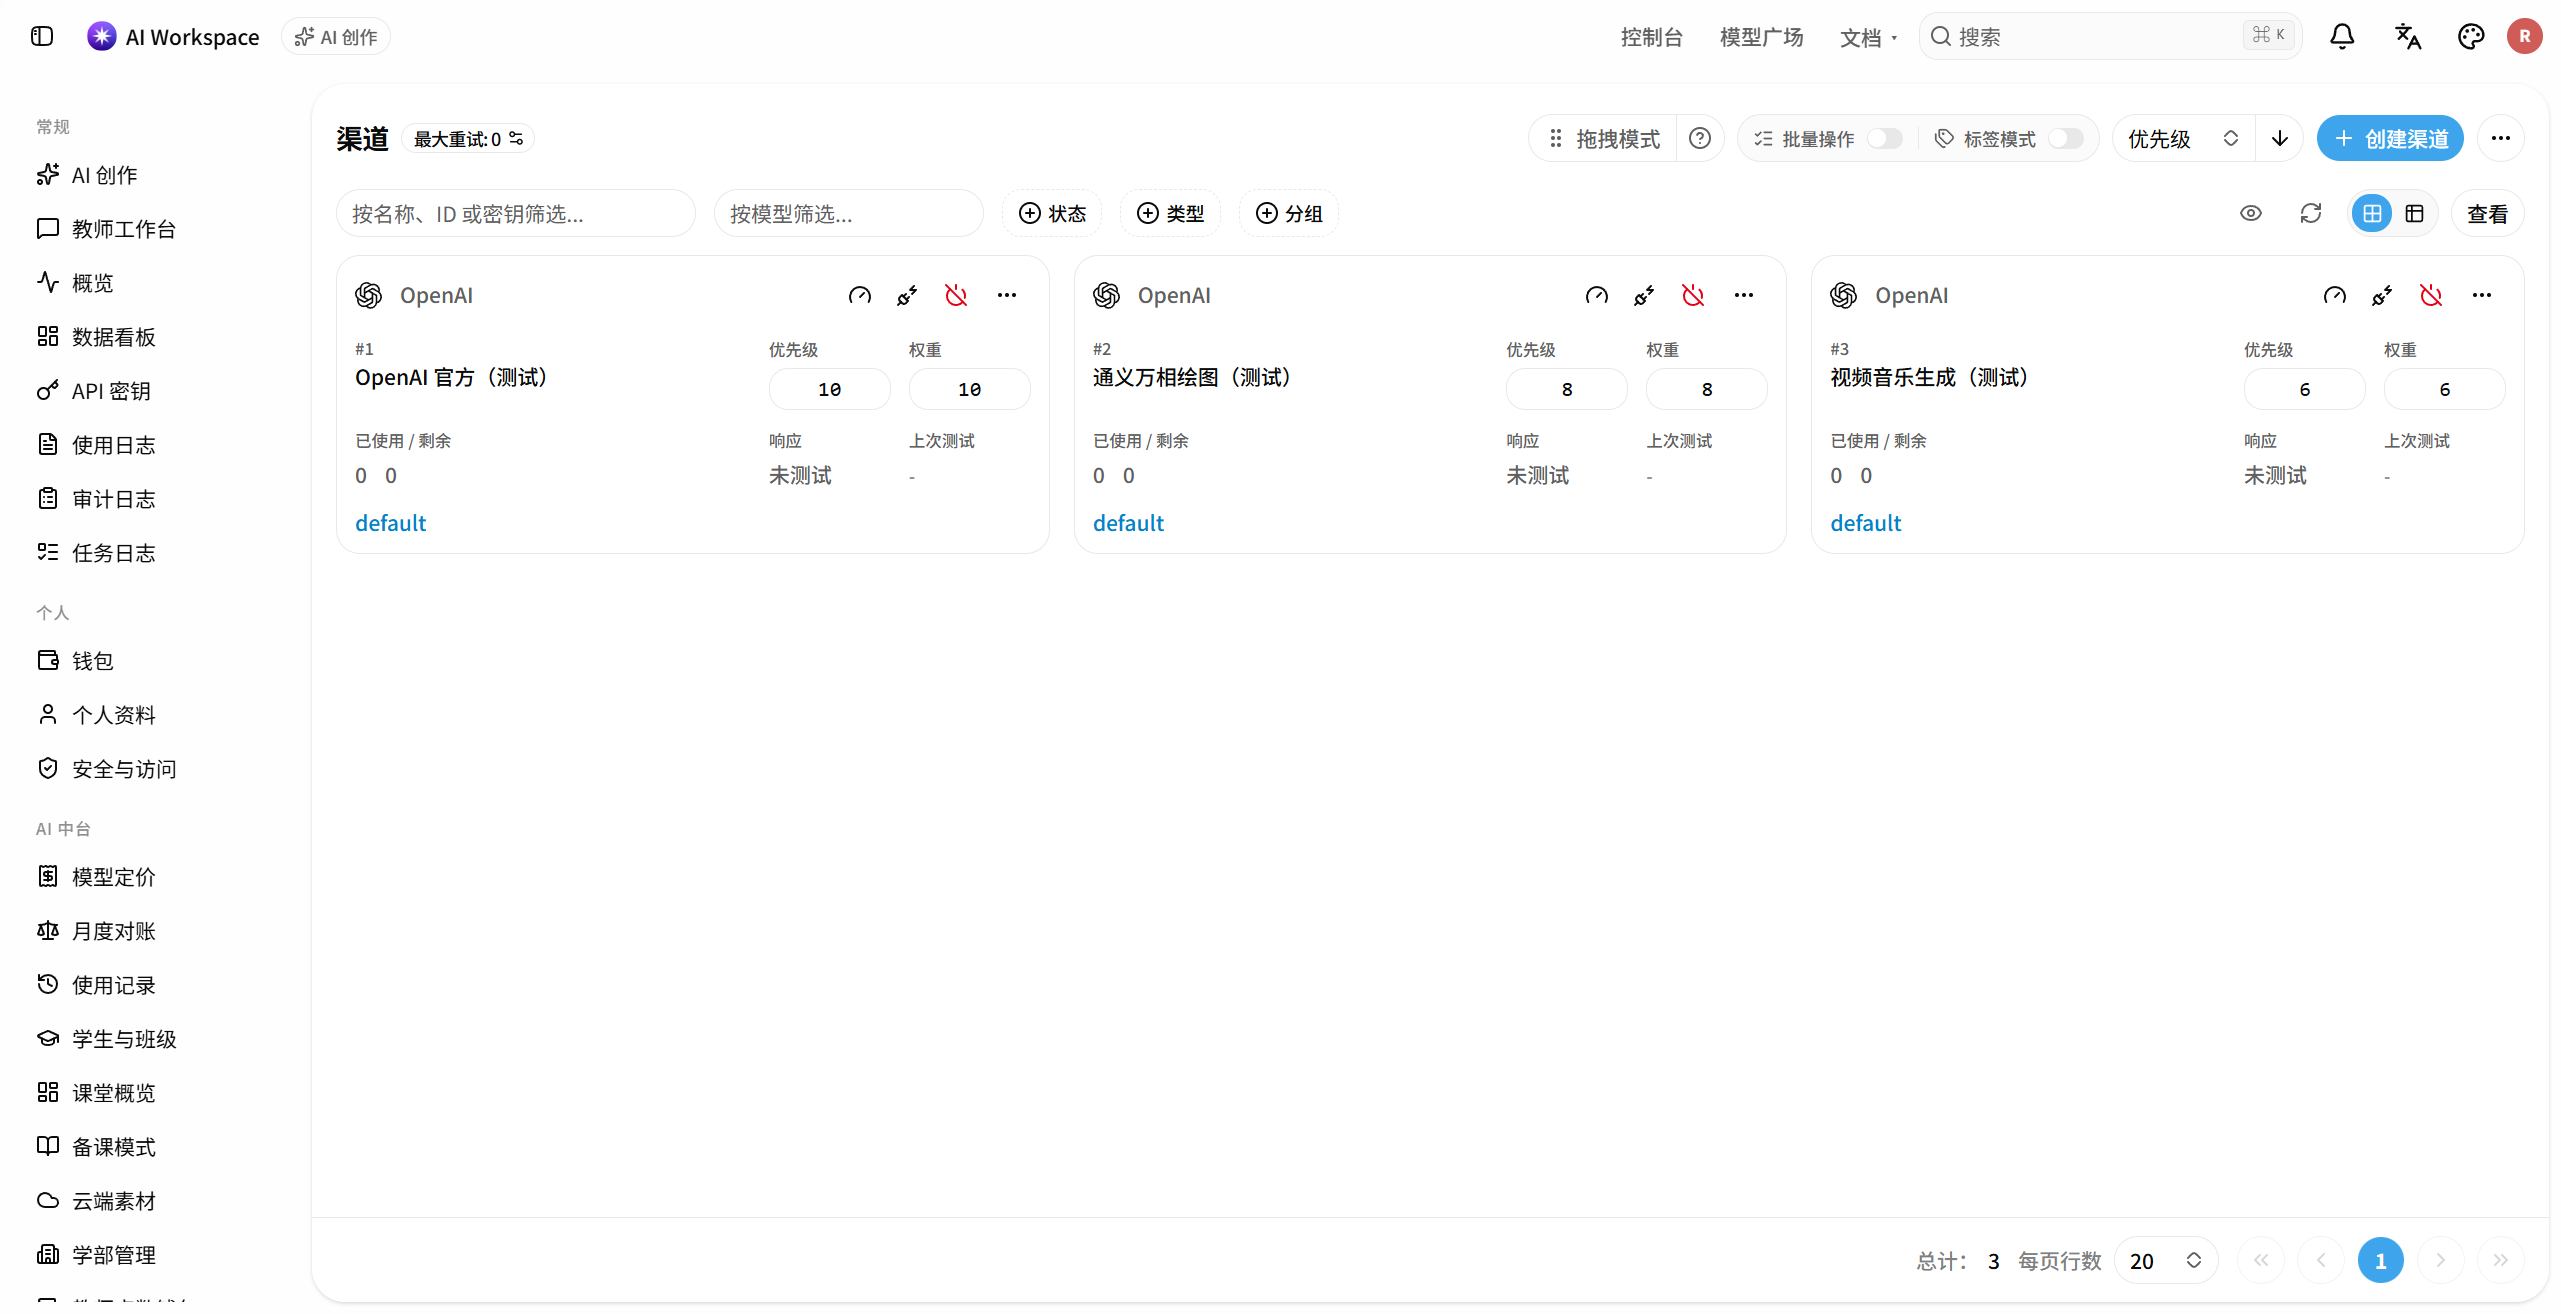 AI Workspace
AI 创作
控制台
模型广场
文档
搜索
⌘ K
R
常规
AI 创作
教师工作台
概览
数据看板
API 密钥
使用日志
审计日志
任务日志
个人
钱包
个人资料
安全与访问
AI 中台
模型定价
月度对账
使用记录
学生与班级
课堂概览
备课模式
云端素材
学部管理
渠道
最大重试: 0
拖拽模式
批量操作
标签模式
优先级
创建渠道
按名称、ID 或密钥筛选...
按模型筛选...
状态
类型
分组
查看
OpenAI
#1
OpenAI 官方（测试）
优先级
权重
10
10
已使用 / 剩余
响应
上次测试
0 0
未测试
-
default
OpenAI
#2
通义万相绘图（测试）
优先级
权重
8
8
已使用 / 剩余
响应
上次测试
0 0
未测试
-
default
OpenAI
#3
视频音乐生成（测试）
优先级
权重
6
6
已使用 / 剩余
响应
上次测试
0 0
未测试
-
default
总计： 3
每页行数
20
1